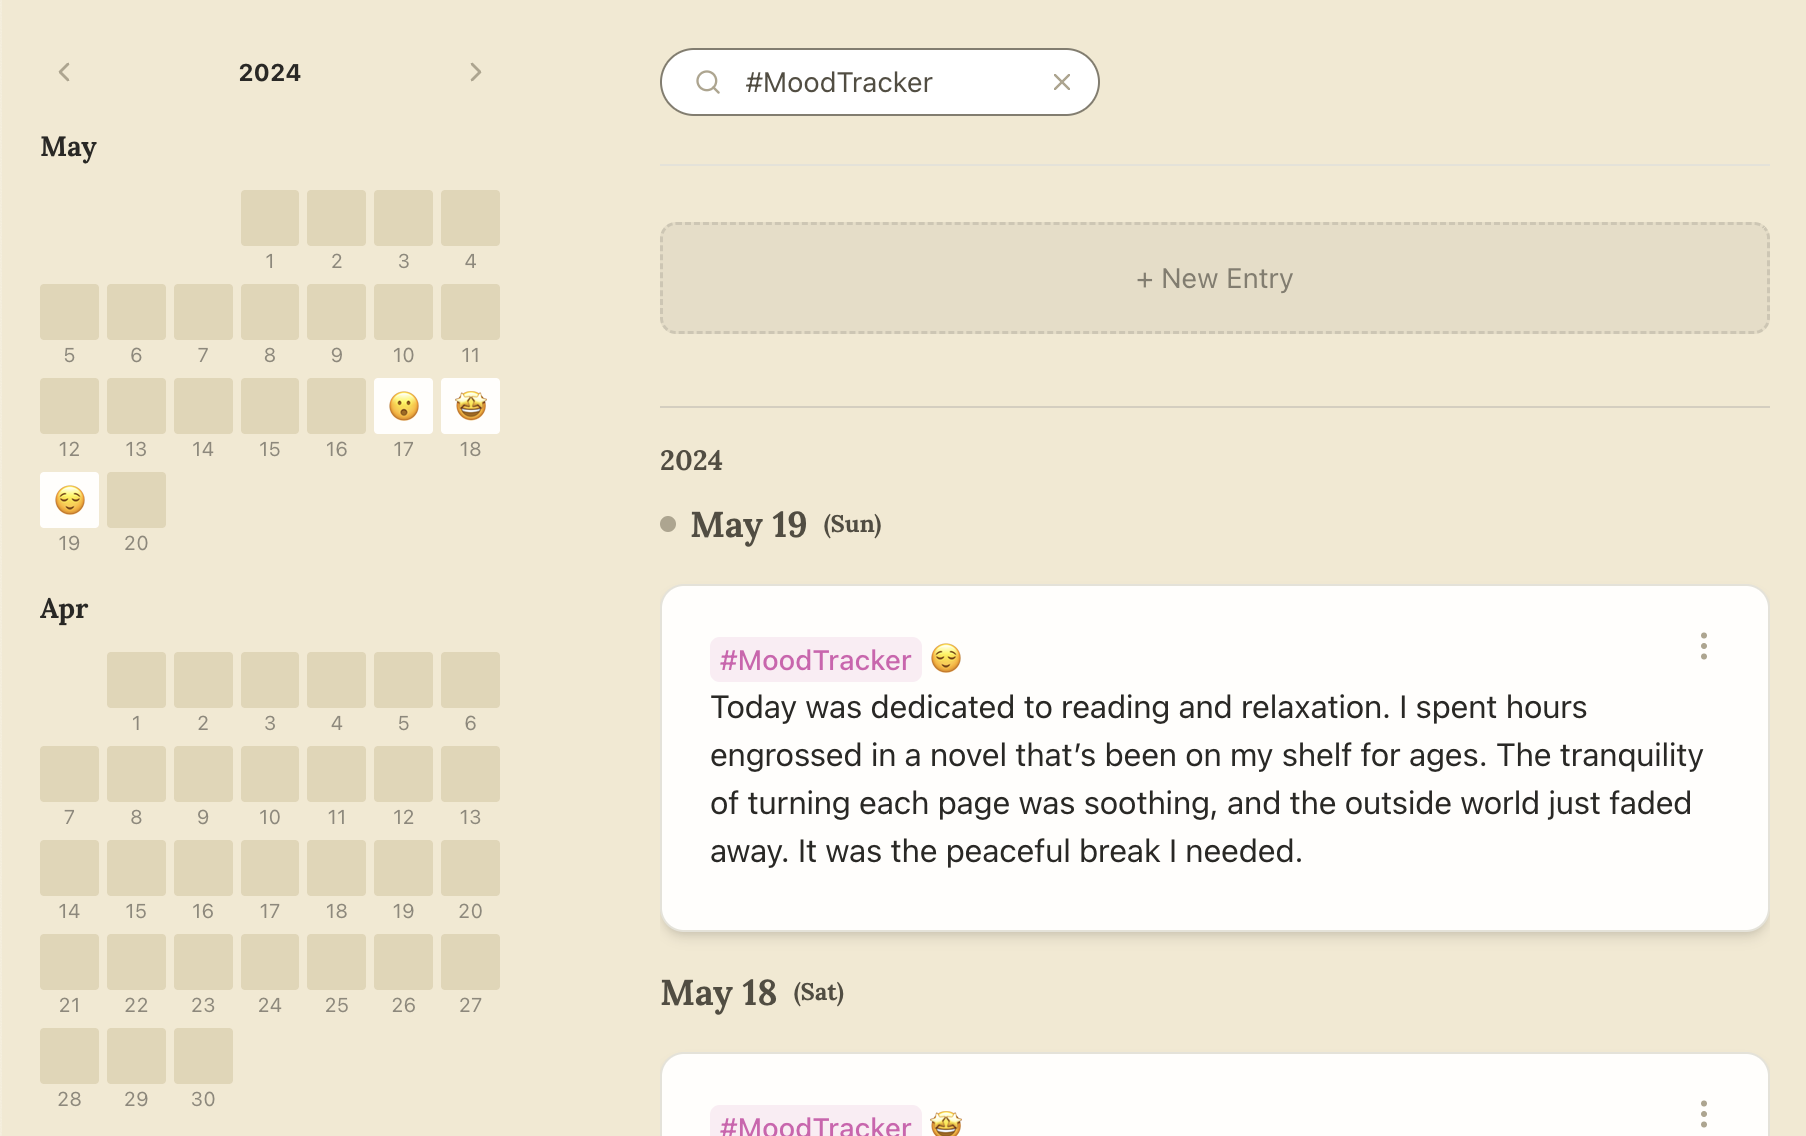 2024
May
1 2 3 4
5 6 7 8 9 10 11
12 13 14 15 16 17 18
19 20
Apr
1 2 3 4 5 6
7 8 9 10 11 12 13
14 15 16 17 18 19 20
21 22 23 24 25 26 27
28 29 30
#MoodTracker
+ New Entry
2024
May 19 (Sun)
#MoodTracker 😌
Today was dedicated to reading and relaxation. I spent hours
engrossed in a novel that’s been on my shelf for ages. The tranquility
of turning each page was soothing, and the outside world just faded
away. It was the peaceful break I needed.
May 18 (Sat)
#MoodTracker 🤩